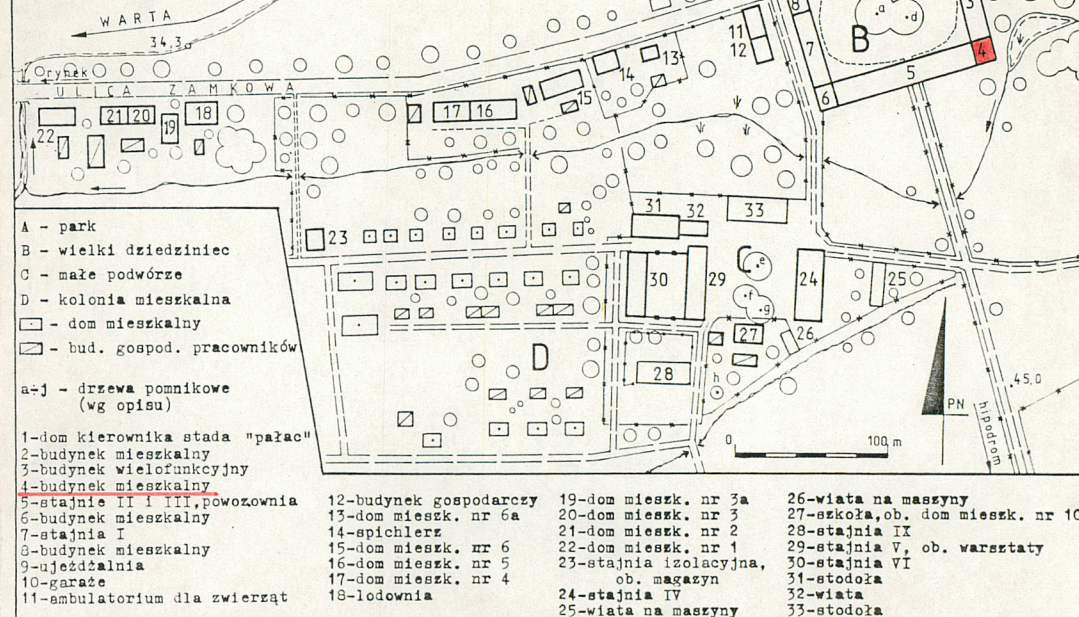 WARTA
34,3
rynek
ULICA ZAMKOWA
8
a
d
3
11
12
7
B
4
13
14
5
6
15
17 16
21 20
18
19
22
31
32
33
23
C
e
30
29
24
25
f
g
27
26
D
28
h
45,0
PN
hipodrom
0
100 m
A - park
B - wielki dziedziniec
C - małe podwórze
D - kolonia mieszkalna
- dom mieszkalny
- bud. gospod. pracowników
a÷j - drzewa pomnikowe
(wg opisu)
1-dom kierownika stada "pałac"
2-budynek mieszkalny
3-budynek wielofunkcyjny
4-budynek mieszkalny
5-stajnie II i III,powozownia
6-budynek mieszkalny
7-stajnia I
8-budynek mieszkalny
9-ujeżdżalnia
10-garaże
11-ambulatorium dla zwierząt
12-budynek gospodarczy
13-dom mieszk. nr 6a
14-spichlerz
15-dom mieszk. nr 6
16-dom mieszk. nr 5
17-dom mieszk. nr 4
18-lodownia
19-dom mieszk. nr 3a
20-dom mieszk. nr 3
21-dom mieszk. nr 2
22-dom mieszk. nr 1
23-stajnia izolacyjna,
ob. magazyn
24-stajnia IV
25-wiata na maszyny
26-wiata na maszyny
27-szkoła,ob. dom mieszk. nr 10
28-stajnia IX
29-stajnia V, ob. warsztaty
30-stajnia VI
31-stodoła
32-wiata
33-stodoła